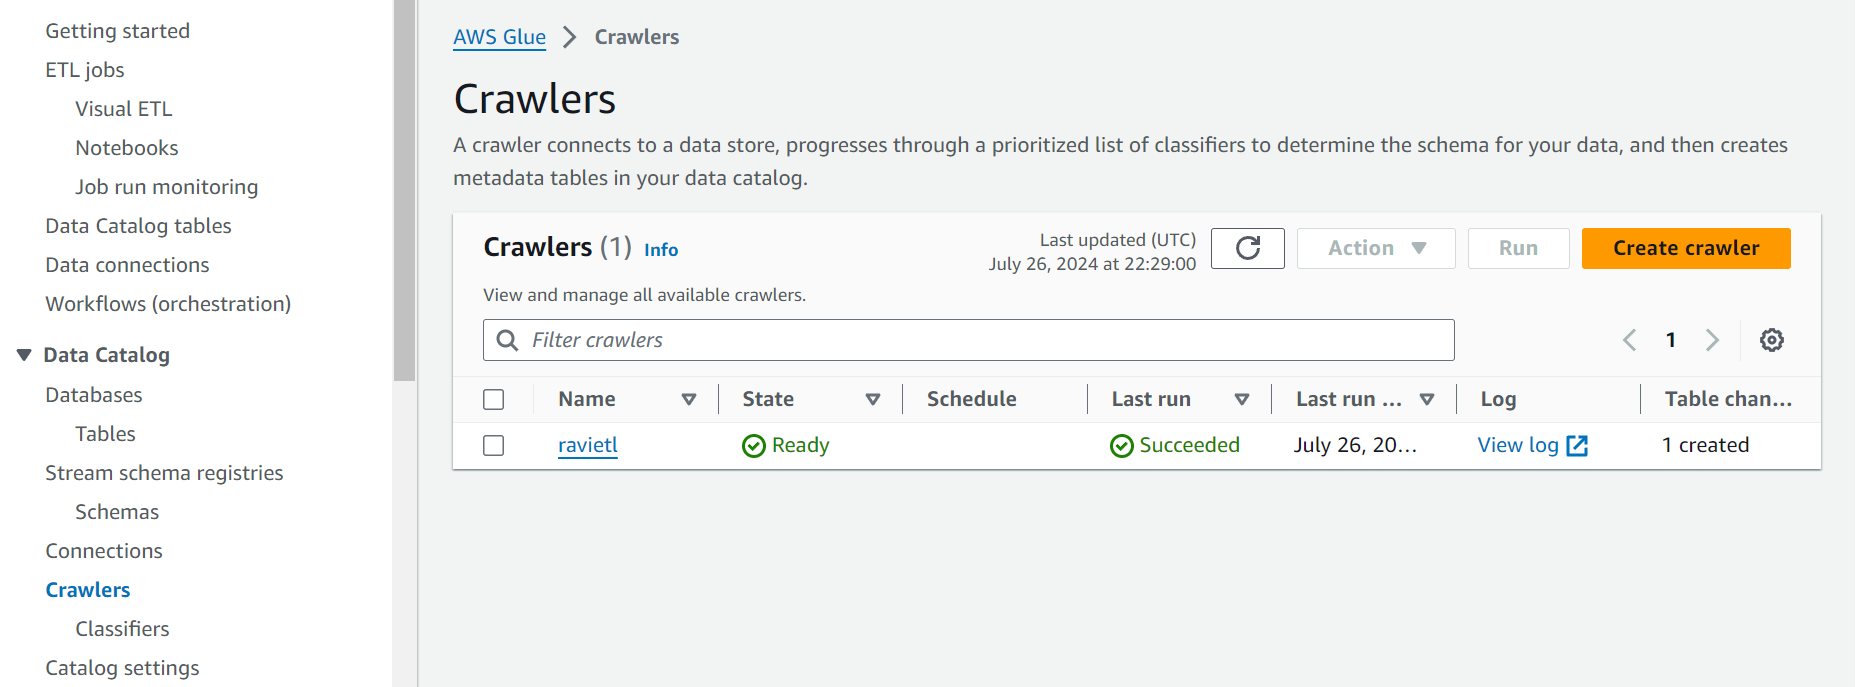 Getting started
ETL jobs
Visual ETL
Notebooks
Job run monitoring
Data Catalog tables
Data connections
Workflows (orchestration)
Data Catalog
Databases
Tables
Stream schema registries
Schemas
Connections
Crawlers
Classifiers
Catalog settings
AWS Glue > Crawlers
Crawlers
A crawler connects to a data store, progresses through a prioritized list of classifiers to determine the schema for your data, and then creates
metadata tables in your data catalog.
Crawlers (1) Info
Last updated (UTC)
July 26, 2024 at 22:29:00
Action
Run
Create crawler
View and manage all available crawlers.
Filter crawlers
1
Name State Schedule Last run Last run ... Log Table chan...
ravietl Ready Succeeded July 26, 20... View log 1 created